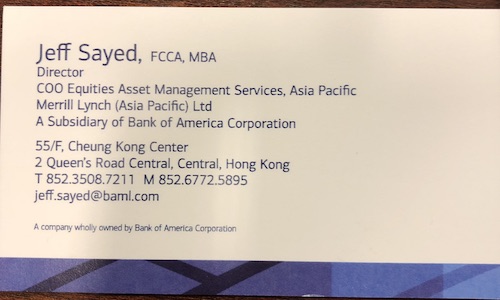 Jeff Sayed, FCCA, MBA
Director
COO Equities Asset Management Services, Asia Pacific
Merrill Lynch (Asia Pacific) Ltd
A Subsidiary of Bank of America Corporation
55/F, Cheung Kong Center
2 Queen's Road Central, Central, Hong Kong
T 852.3508.7211 M 852.6772.5895
jeff.sayed@baml.com
A company wholly owned by Bank of America Corporation